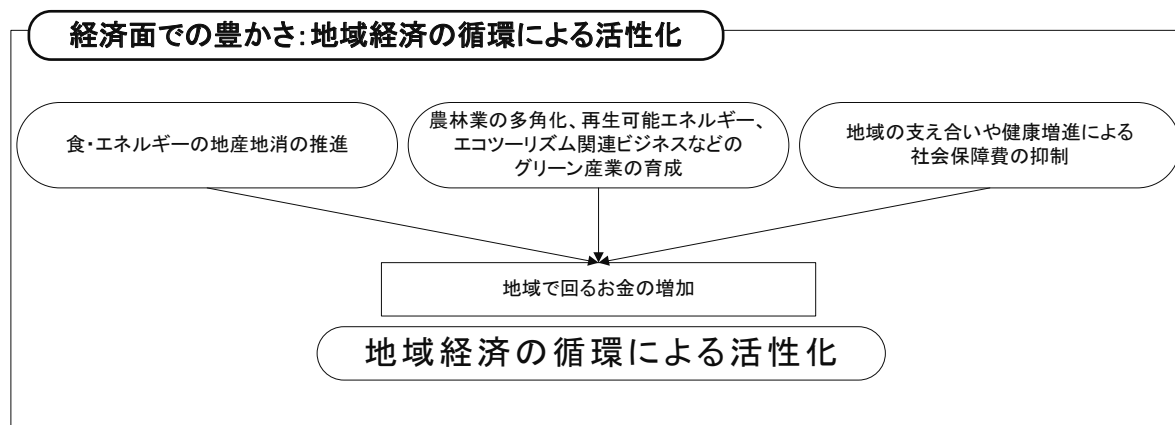 経済面での豊かさ：地域経済の循環による活性化
食・エネルギーの地産地消の推進
農林業の多角化、再生可能エネルギー、
エコツーリズム関連ビジネスなどの
グリーン産業の育成
地域の支え合いや健康増進による
社会保障費の抑制
地域で回るお金の増加
地域経済の循環による活性化